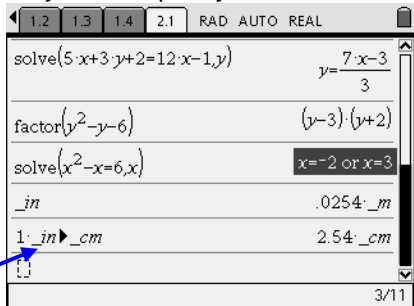 1.2 1.3 1.4 2.1 RAD AUTO REAL
solve(5·x+3·y+2=12·x−1,y) y=(7·x−3)/3
factor(y²−y−6) (y−3)·(y+2)
solve(x²−x=6,x) x=⁻2 or x=3
_in .0254·_m
1·_in▶_cm 2.54·_cm
3/11